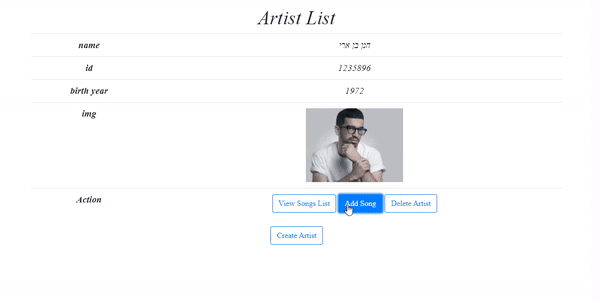 Artist List
name חנן בן ארי
id 1235896
birth year 1972
img
Action View Songs List Add Song Delete Artist
Create Artist